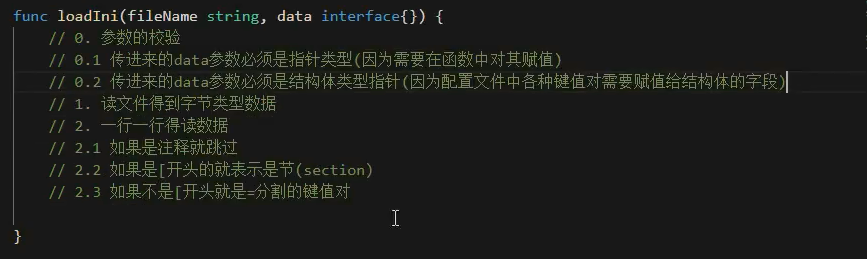 func loadIni(fileName string, data interface{}) {
// 0. 参数的校验
// 0.1 传进来的data参数必须是指针类型(因为需要在函数中对其赋值)
// 0.2 传进来的data参数必须是结构体类型指针(因为配置文件中各种键值对需要赋值给结构体的字段)
// 1. 读文件得到字节类型数据
// 2. 一行一行得读数据
// 2.1 如果是注释就跳过
// 2.2 如果是[开头的就表示是节(section)
// 2.3 如果不是[开头就是=分割的键值对
}